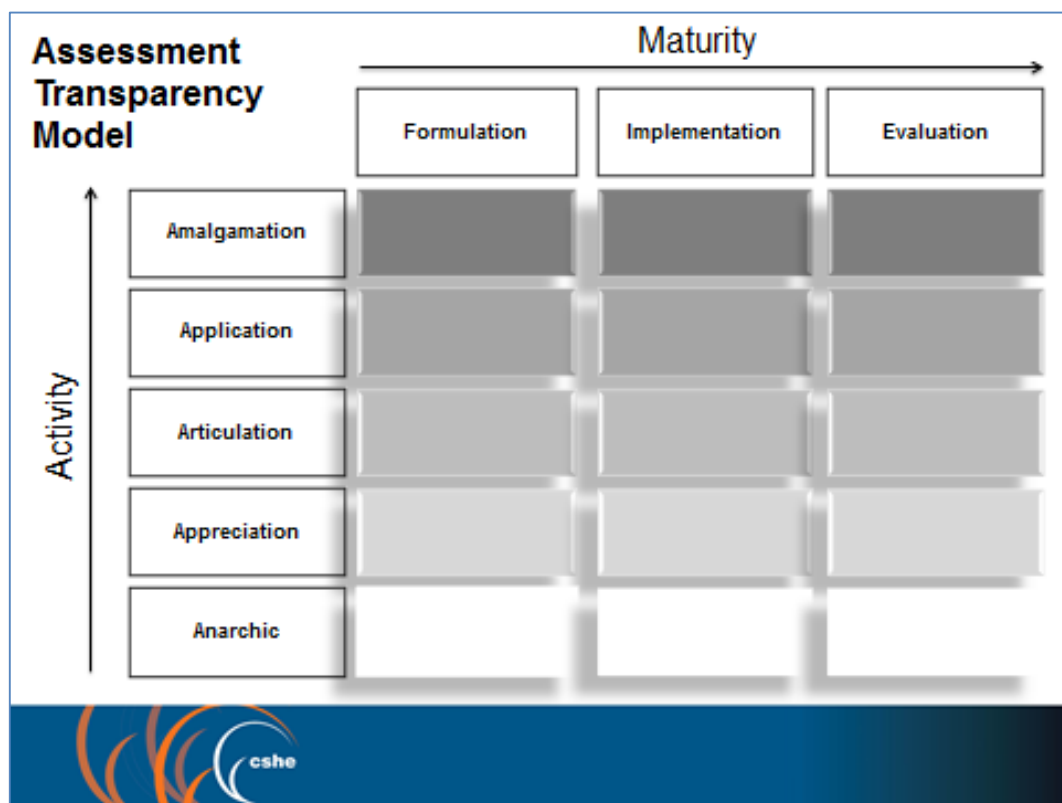 Assessment
Transparency
Model
Maturity
Formulation
Implementation
Evaluation
Activity
Amalgamation
Application
Articulation
Appreciation
Anarchic
cshe